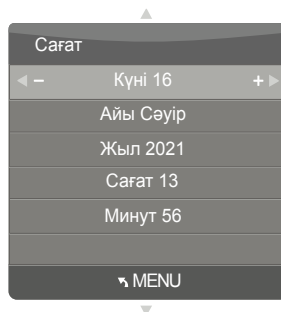 Сағат
– Күні 16 +
Айы Сәуір
Жыл 2021
Сағат 13
Минут 56
MENU